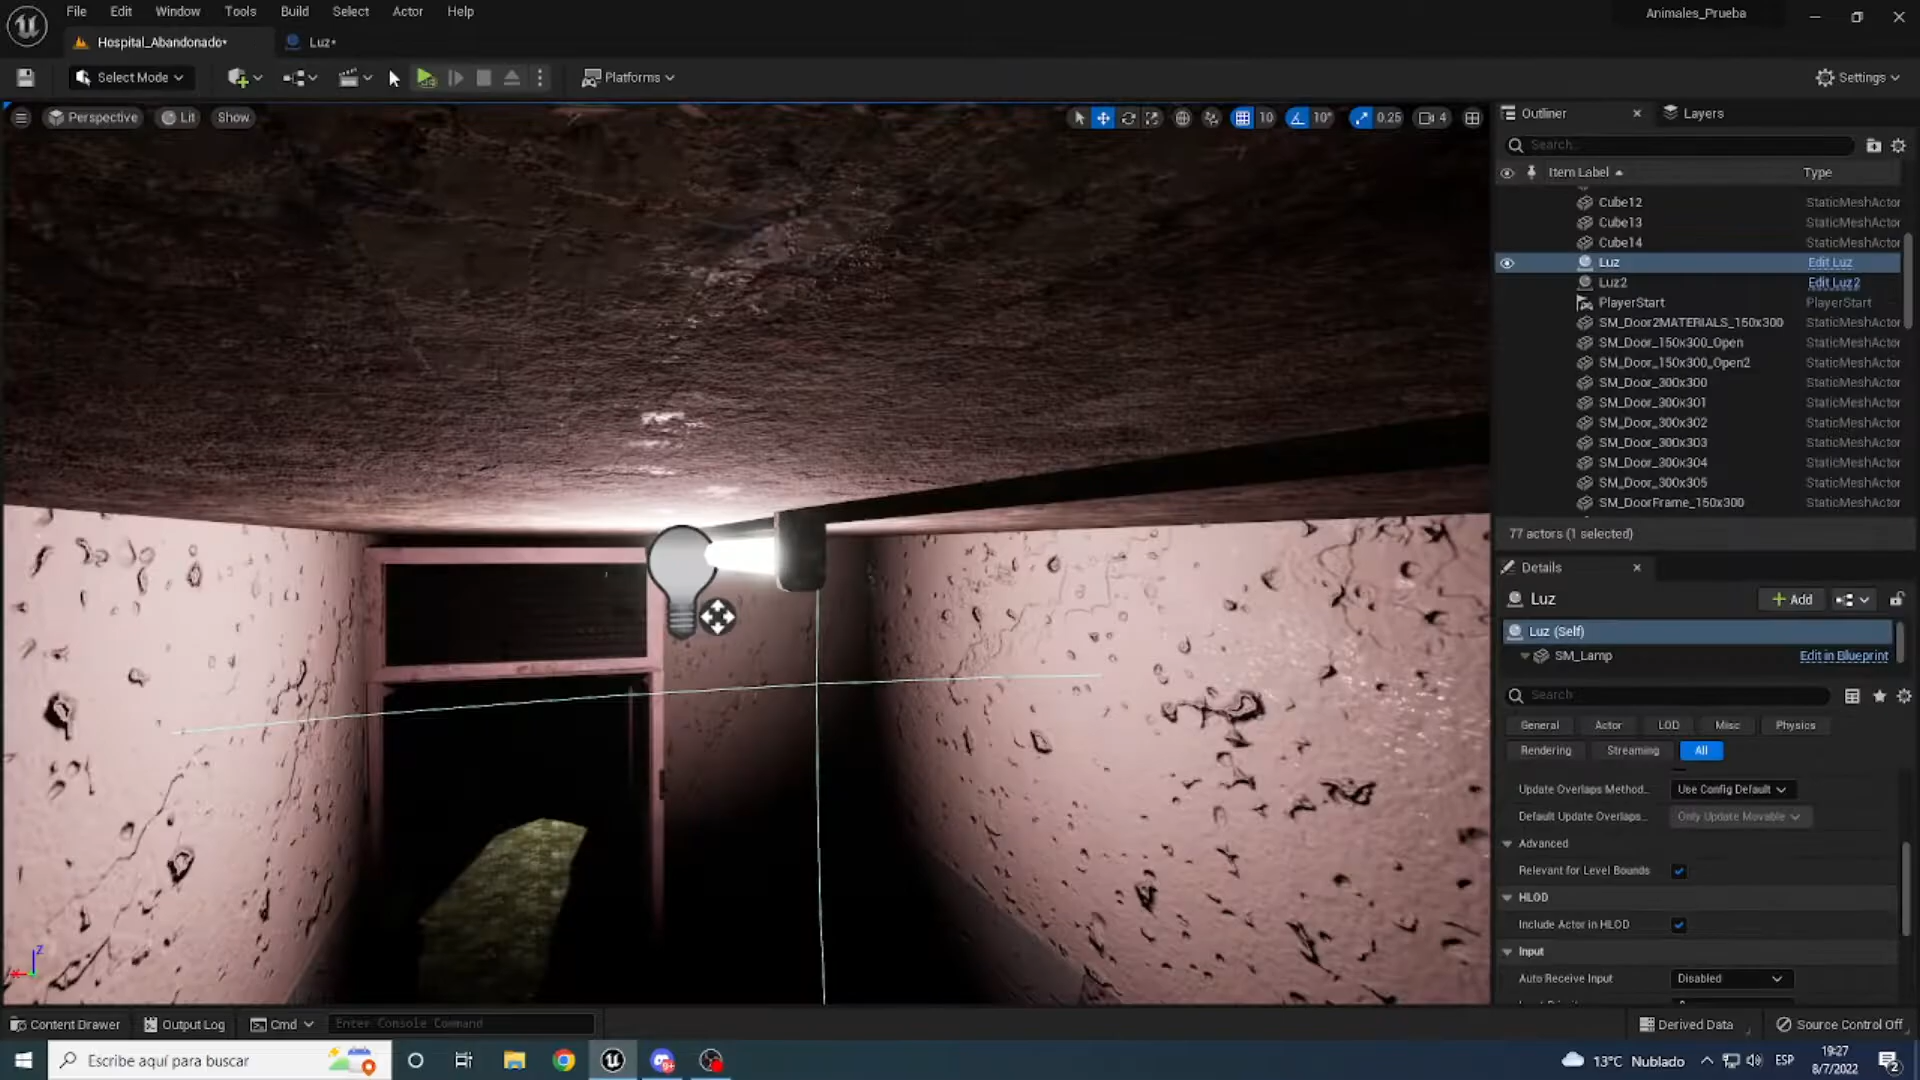 File Edit Window Tools Build Select Actor Help
Animales_Prueba
Hospital_Abandonado•
Luz•
Select Mode
Platforms
Settings
Perspective
Lit
Show
10
10°
0.25
4
Outliner
Layers
Search...
Item Label
Type
Cube12 StaticMeshActor
Cube13 StaticMeshActor
Cube14 StaticMeshActor
Luz Edit Luz
Luz2 Edit Luz2
PlayerStart PlayerStart
SM_Door2MATERIALS_150x300 StaticMeshActor
SM_Door_150x300_Open StaticMeshActor
SM_Door_150x300_Open2 StaticMeshActor
SM_Door_300x300 StaticMeshActor
SM_Door_300x301 StaticMeshActor
SM_Door_300x302 StaticMeshActor
SM_Door_300x303 StaticMeshActor
SM_Door_300x304 StaticMeshActor
SM_Door_300x305 StaticMeshActor
SM_DoorFrame_150x300 StaticMeshActor
77 actors (1 selected)
Details
Luz
Add
Luz (Self)
SM_Lamp Edit in Blueprint
Search
General Actor LOD Misc Physics
Rendering Streaming All
Update Overlaps Method.. Use Config Default
Default Update Overlaps.. Only Update Movable
Advanced
Relevant for Level Bounds
HLOD
Include Actor in HLOD
Input
Auto Receive Input Disabled
Z
X
Content Drawer
Output Log
Cmd
Enter Console Command
Derived Data
Source Control Off
Escribe aquí para buscar
9+
13°C Nublado
ESP
19:27
8/7/2022
2